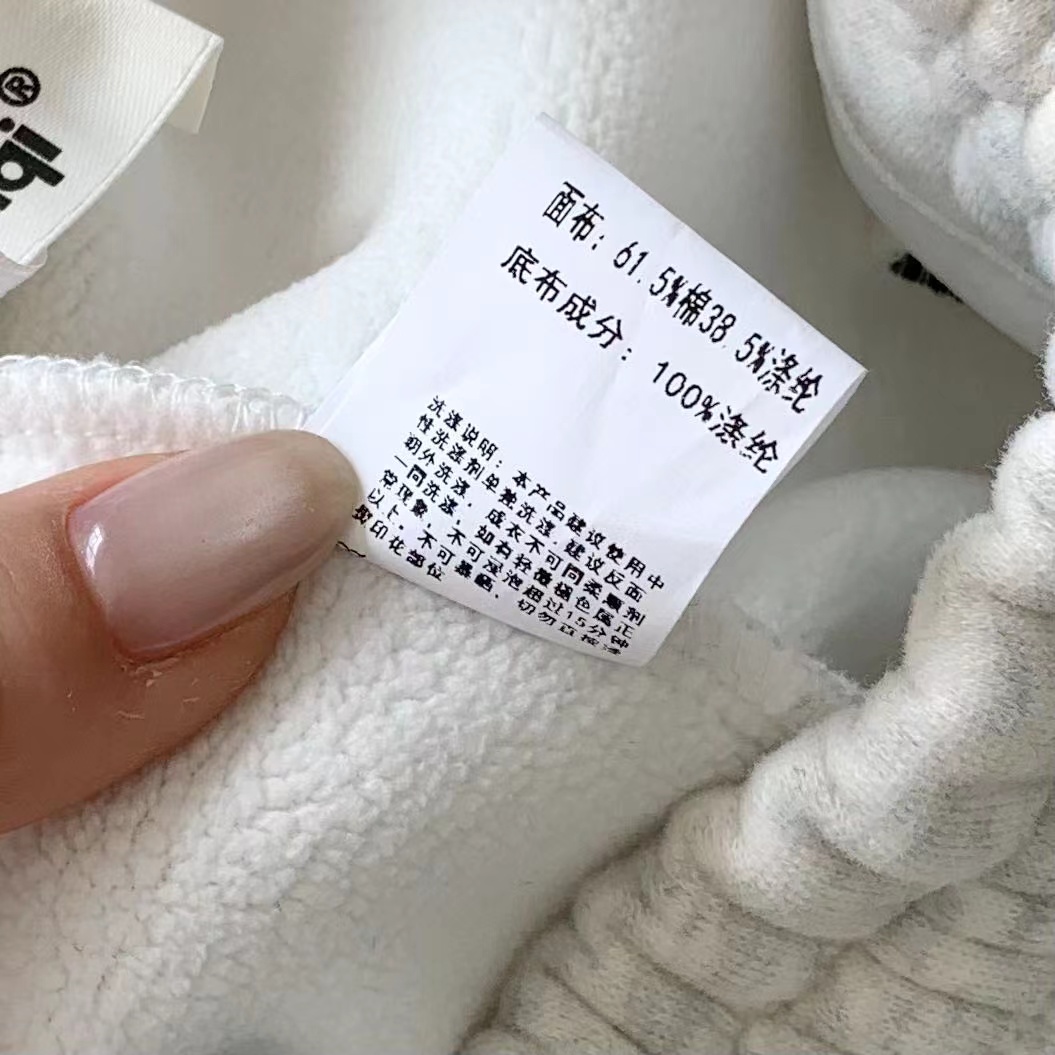 面布：61.5%棉38.5%涤纶
底布成分：100%涤纶
洗涤说明：本产品建议使用中
性洗涤剂单独洗涤，建议反面
朝外洗涤，成衣不可同柔顺剂
一同洗涤，如有轻微褪色属正
常现象，不可浸泡超过15分钟
以上，不可暴晒，切勿直接烫
熨印花部位
®